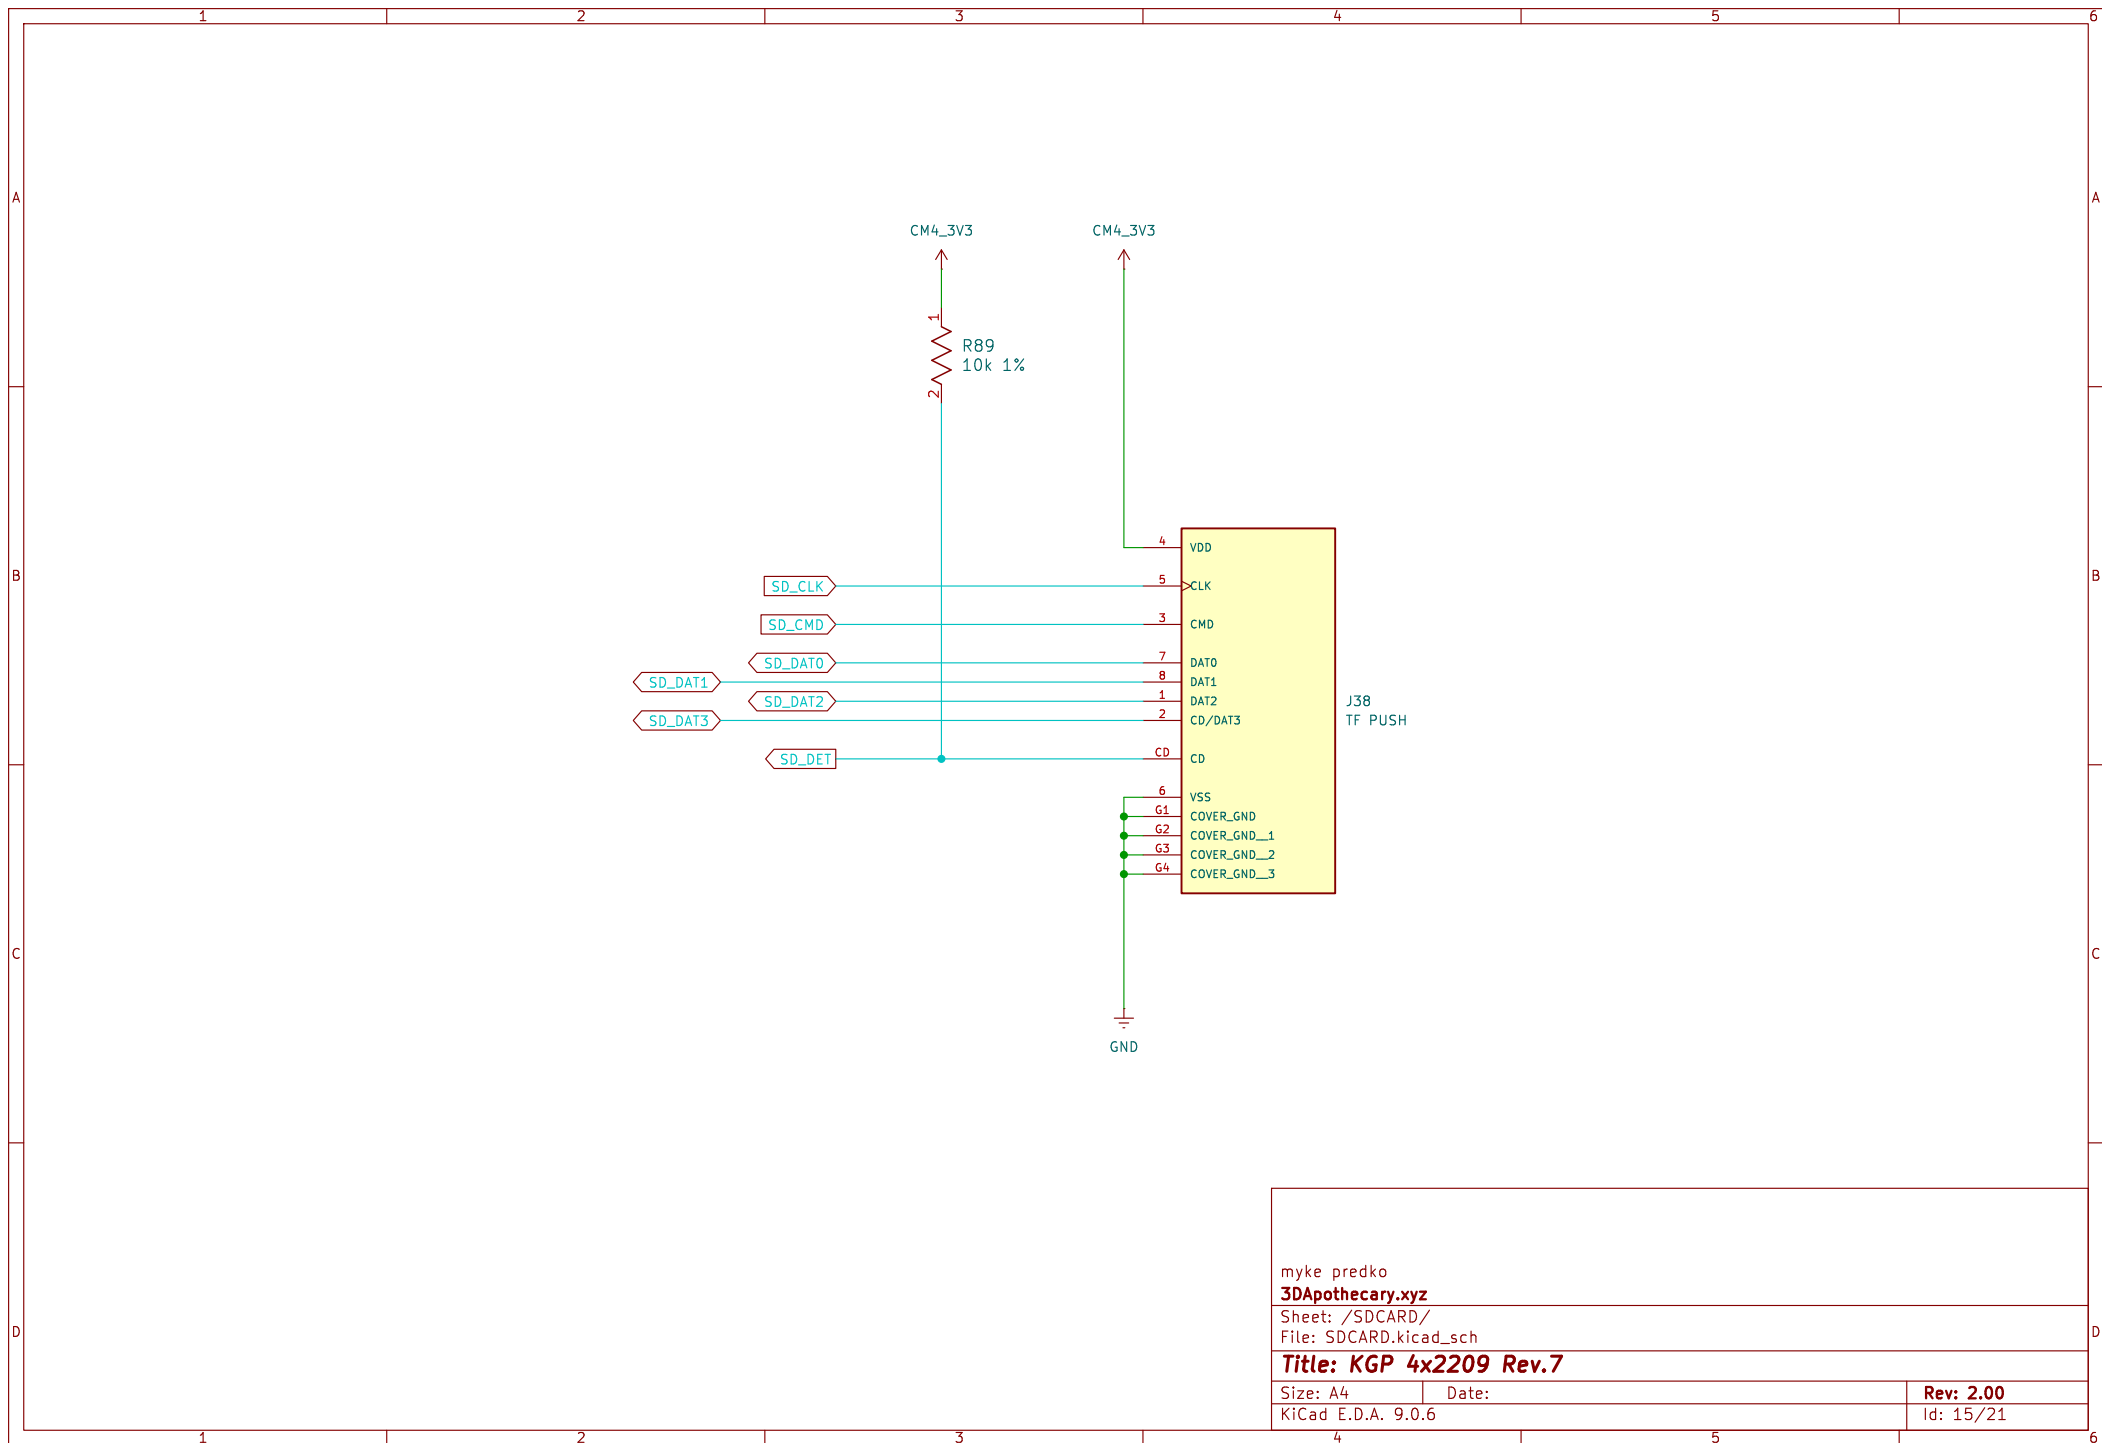 1 2 3 4 5 6
A A
CM4_3V3 CM4_3V3
1
R89
10k 1%
2
4 VDD
B B
SD_CLK 5 CLK
SD_CMD 3 CMD
SD_DAT0 7 DAT0
SD_DAT1 8 DAT1
SD_DAT2 1 DAT2
J38
SD_DAT3 2 CD/DAT3
TF PUSH
SD_DET CD CD
6 VSS
G1 COVER_GND
G2 COVER_GND__1
G3 COVER_GND__2
G4 COVER_GND__3
C C
GND
myke predko
3DApothecary.xyz
Sheet: /SDCARD/
D D
File: SDCARD.kicad_sch
Title: KGP 4x2209 Rev.7
Size: A4 Date: Rev: 2.00
KiCad E.D.A. 9.0.6 Id: 15/21
1 2 3 4 5 6